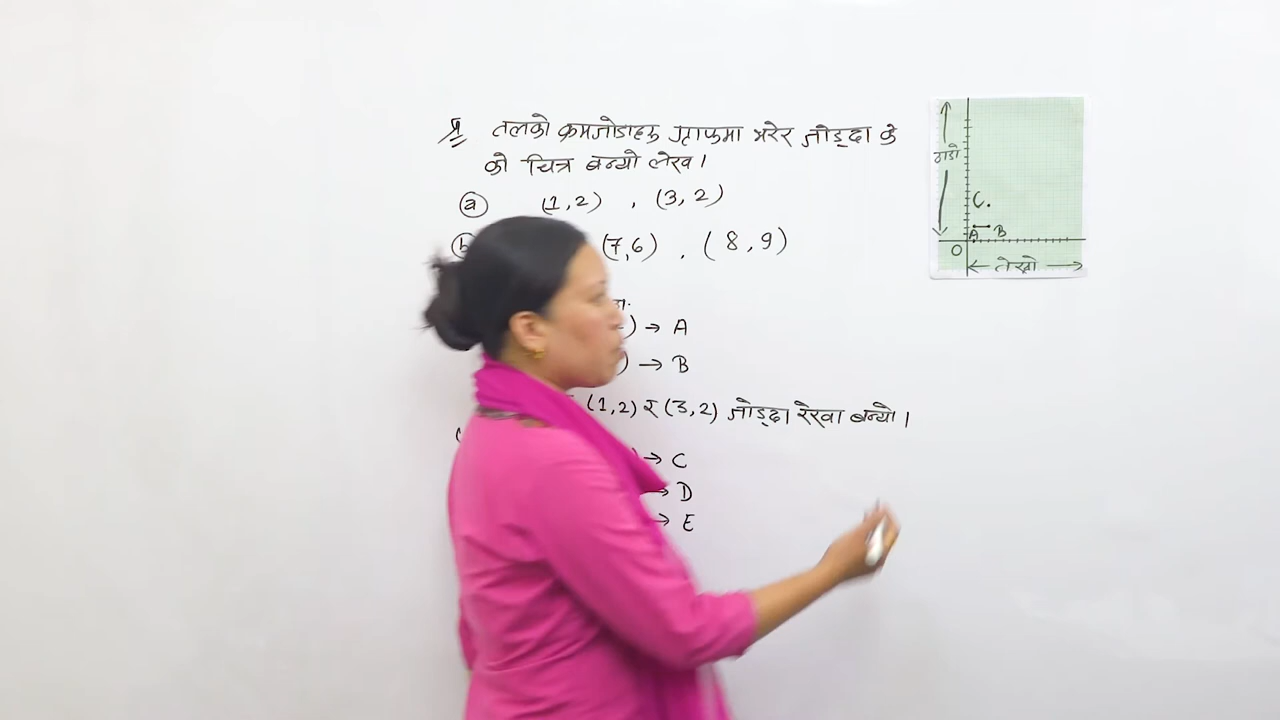 प्र. तलको क्रमजोडाहरू ग्राफमा भरेर जोड्दा के
को चित्र बन्यो लेख।
(a) (1,2) , (3,2)
(b (7,6) , (8,9)
) → A
) → B
(1,2) र (3,2) जोड्दा रेखा बन्यो।
→ C
→ D
→ E
ठाडो
C.
A B
O
← तेर्सो →